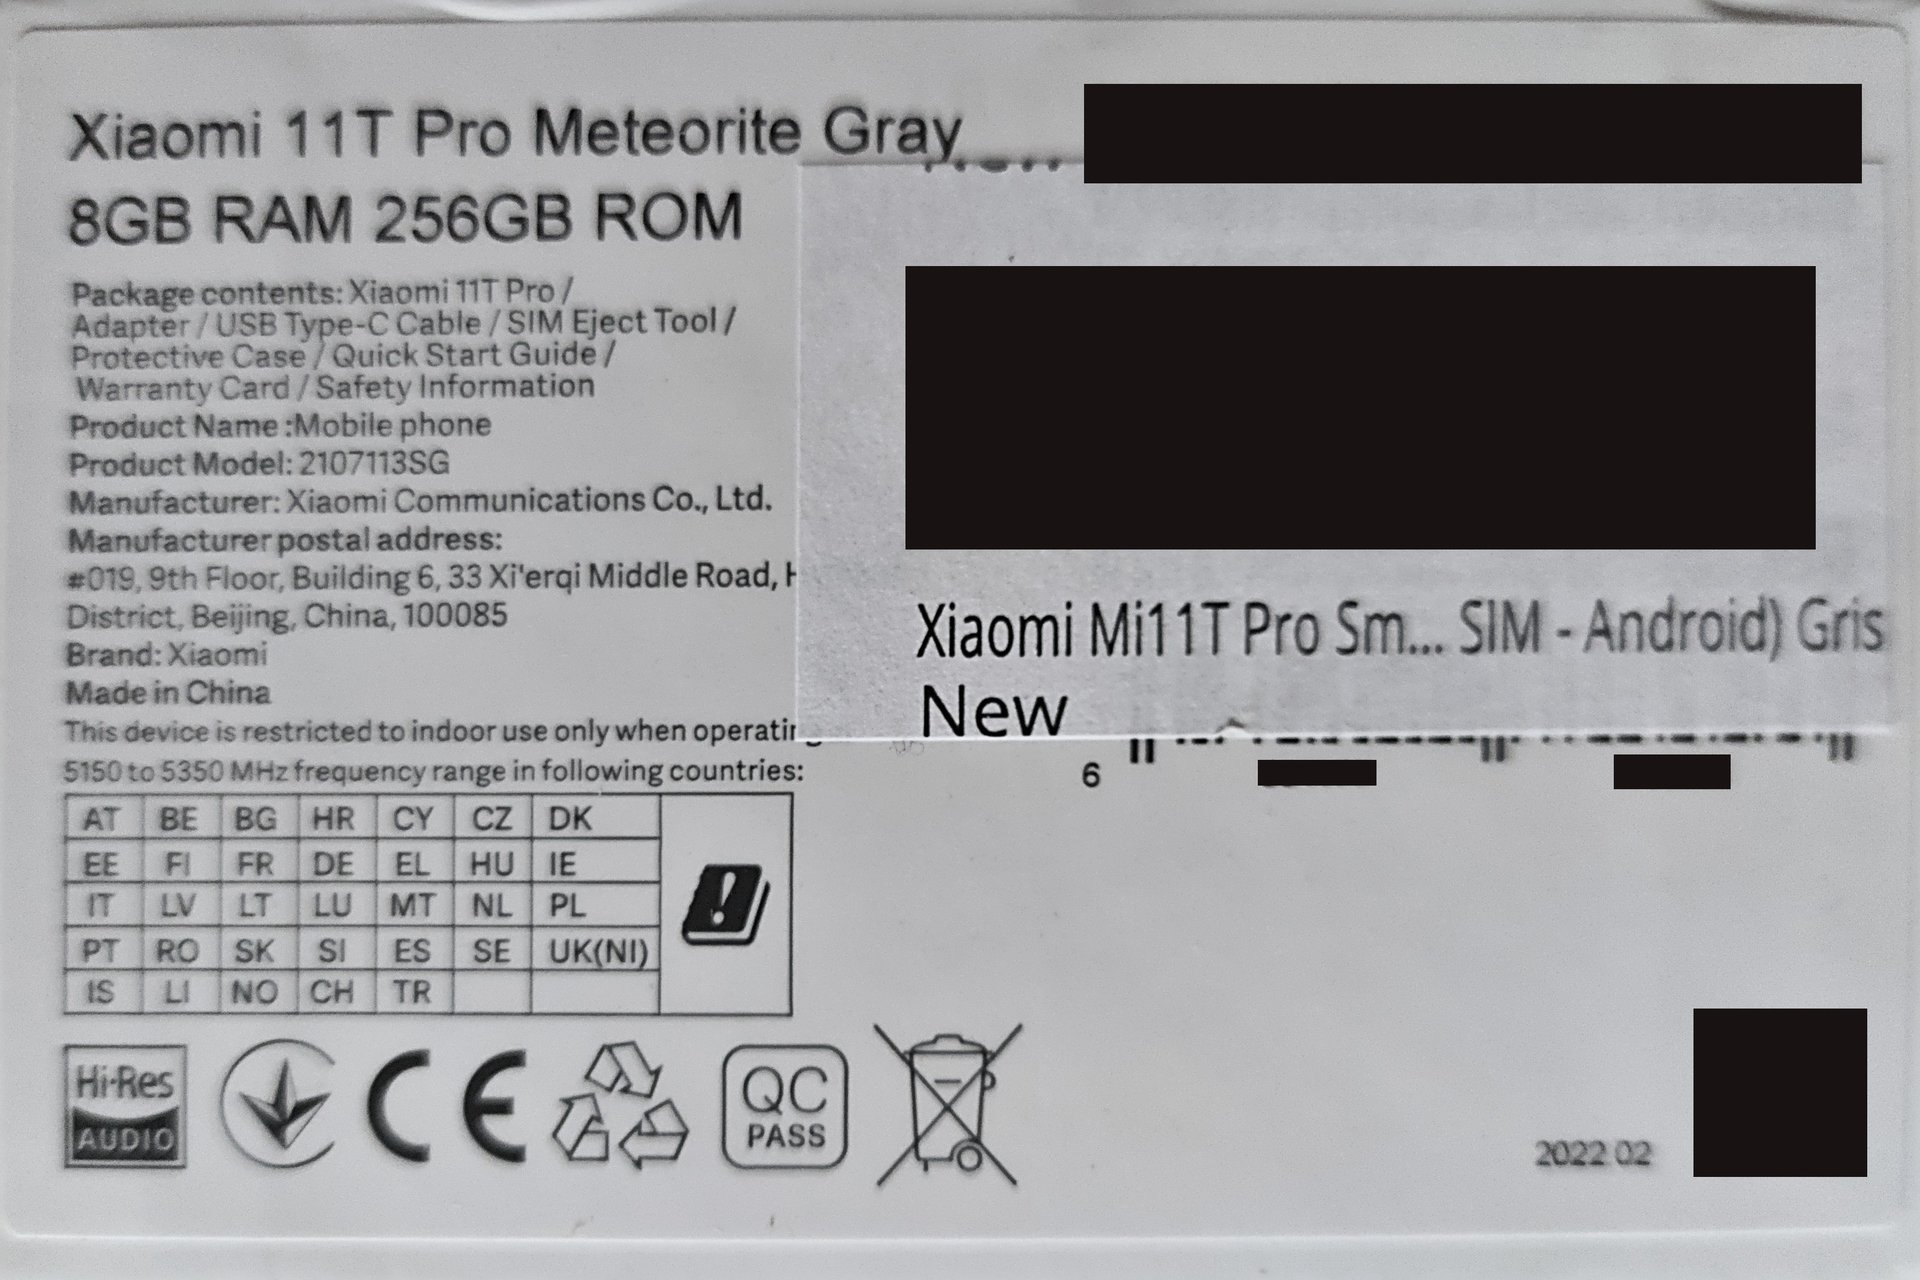 Xiaomi 11T Pro Meteorite Gray
8GB RAM 256GB ROM
Package contents: Xiaomi 11T Pro /
Adapter / USB Type-C Cable / SIM Eject Tool /
Protective Case / Quick Start Guide /
Warranty Card / Safety Information
Product Name :Mobile phone
Product Model: 2107113SG
Manufacturer: Xiaomi Communications Co., Ltd.
Manufacturer postal address:
#019, 9th Floor, Building 6, 33 Xi'erqi Middle Road,
District, Beijing, China, 100085
Brand: Xiaomi
Made in China
This device is restricted to indoor use only when
5150 to 5350 MHz frequency range in following countries:
AT BE BG HR CY CZ DK
EE FI FR DE EL HU IE
IT LV LT LU MT NL PL
PT RO SK SI ES SE UK(NI)
IS LI NO CH TR
Hi-Res
AUDIO
CE
QC
PASS
Xiaomi Mi11T Pro Sm... SIM - Android) Gris
New
6
2022 02